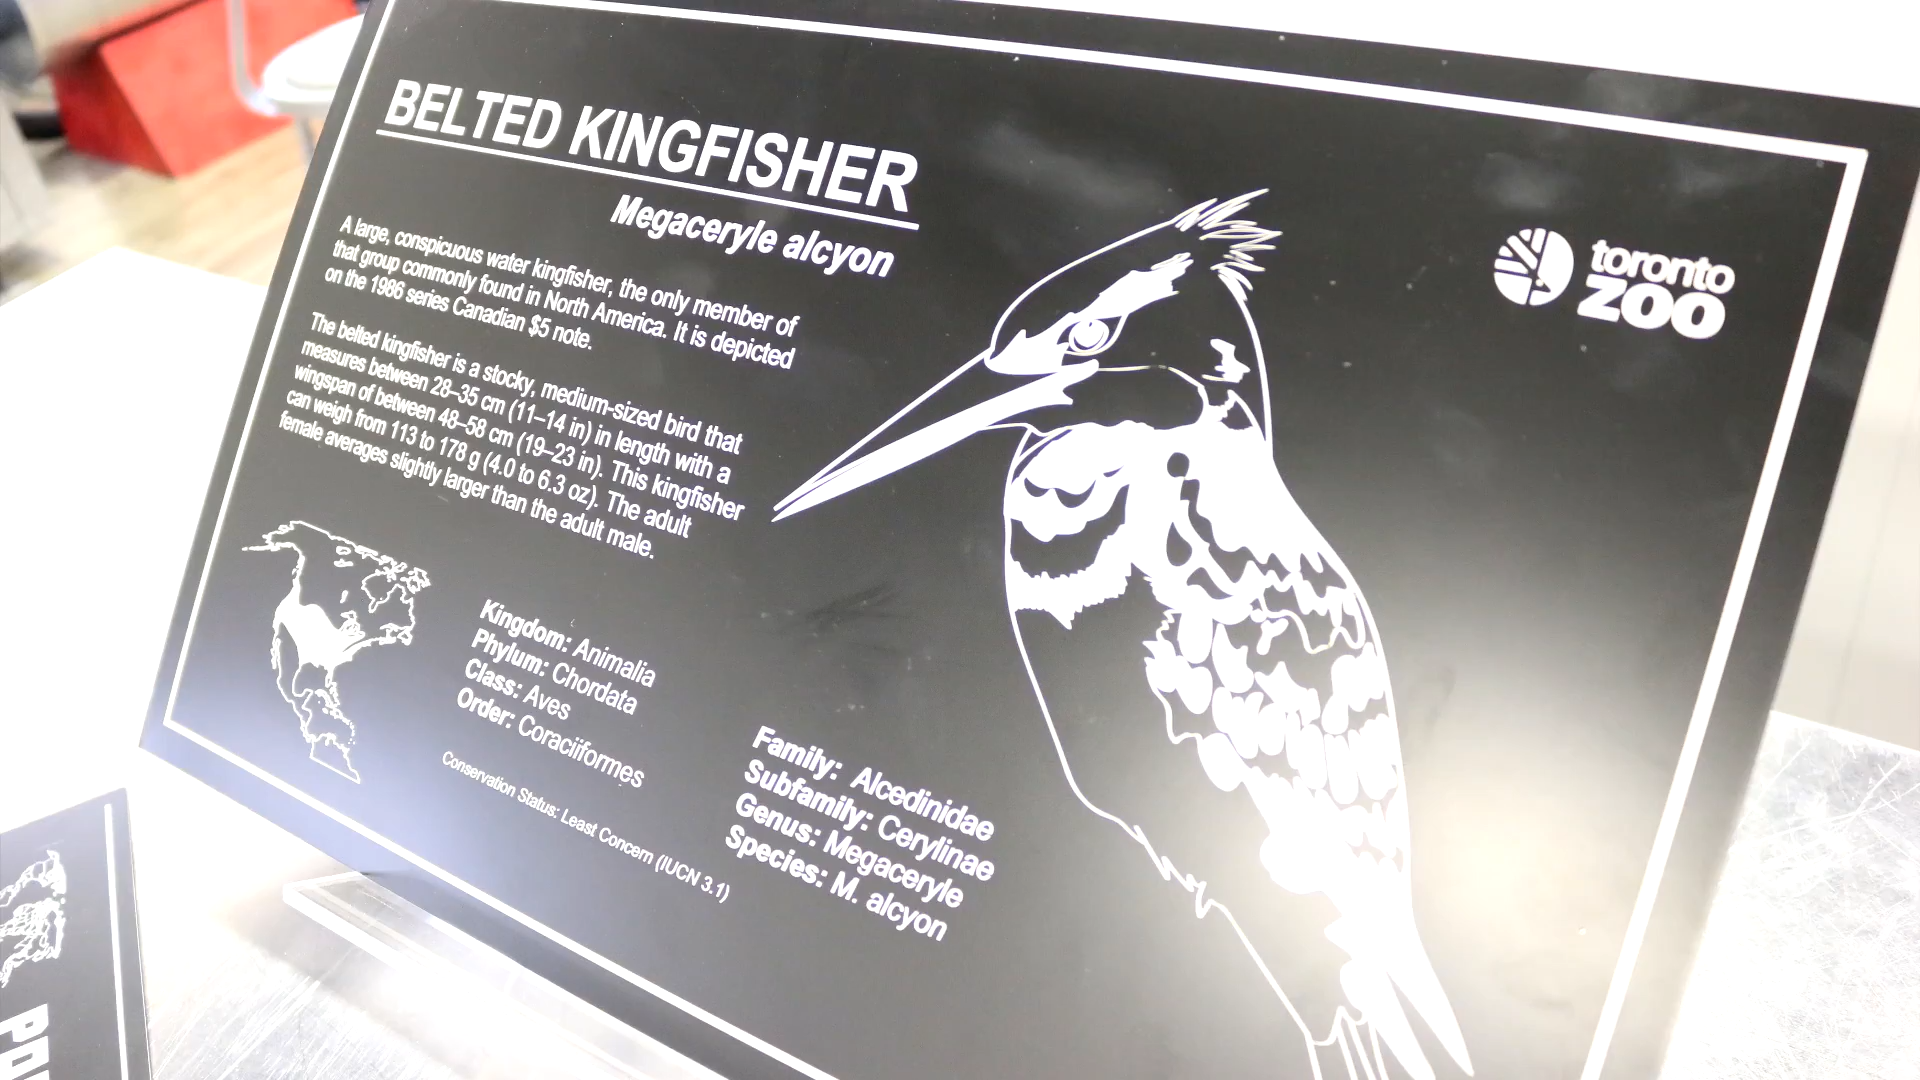 BELTED KINGFISHER
Megaceryle alcyon
A large, conspicuous water kingfisher, the only member of
that group commonly found in North America. It is depicted
on the 1986 series Canadian $5 note.
The belted kingfisher is a stocky, medium-sized bird that
measures between 28–35 cm (11–14 in) in length with a
wingspan of between 48–58 cm (19–23 in). This kingfisher
can weigh from 113 to 178 g (4.0 to 6.3 oz). The adult
female averages slightly larger than the adult male.
Kingdom: Animalia
Phylum: Chordata
Class: Aves
Order: Coraciiformes
Conservation Status: Least Concern (IUCN 3.1)
Family: Alcedinidae
Subfamily: Cerylinae
Genus: Megaceryle
Species: M. alcyon
toronto
zoo